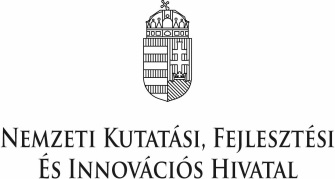 NEMZETI KUTATÁSI, FEJLESZTÉSI
ÉS INNOVÁCIÓS HIVATAL